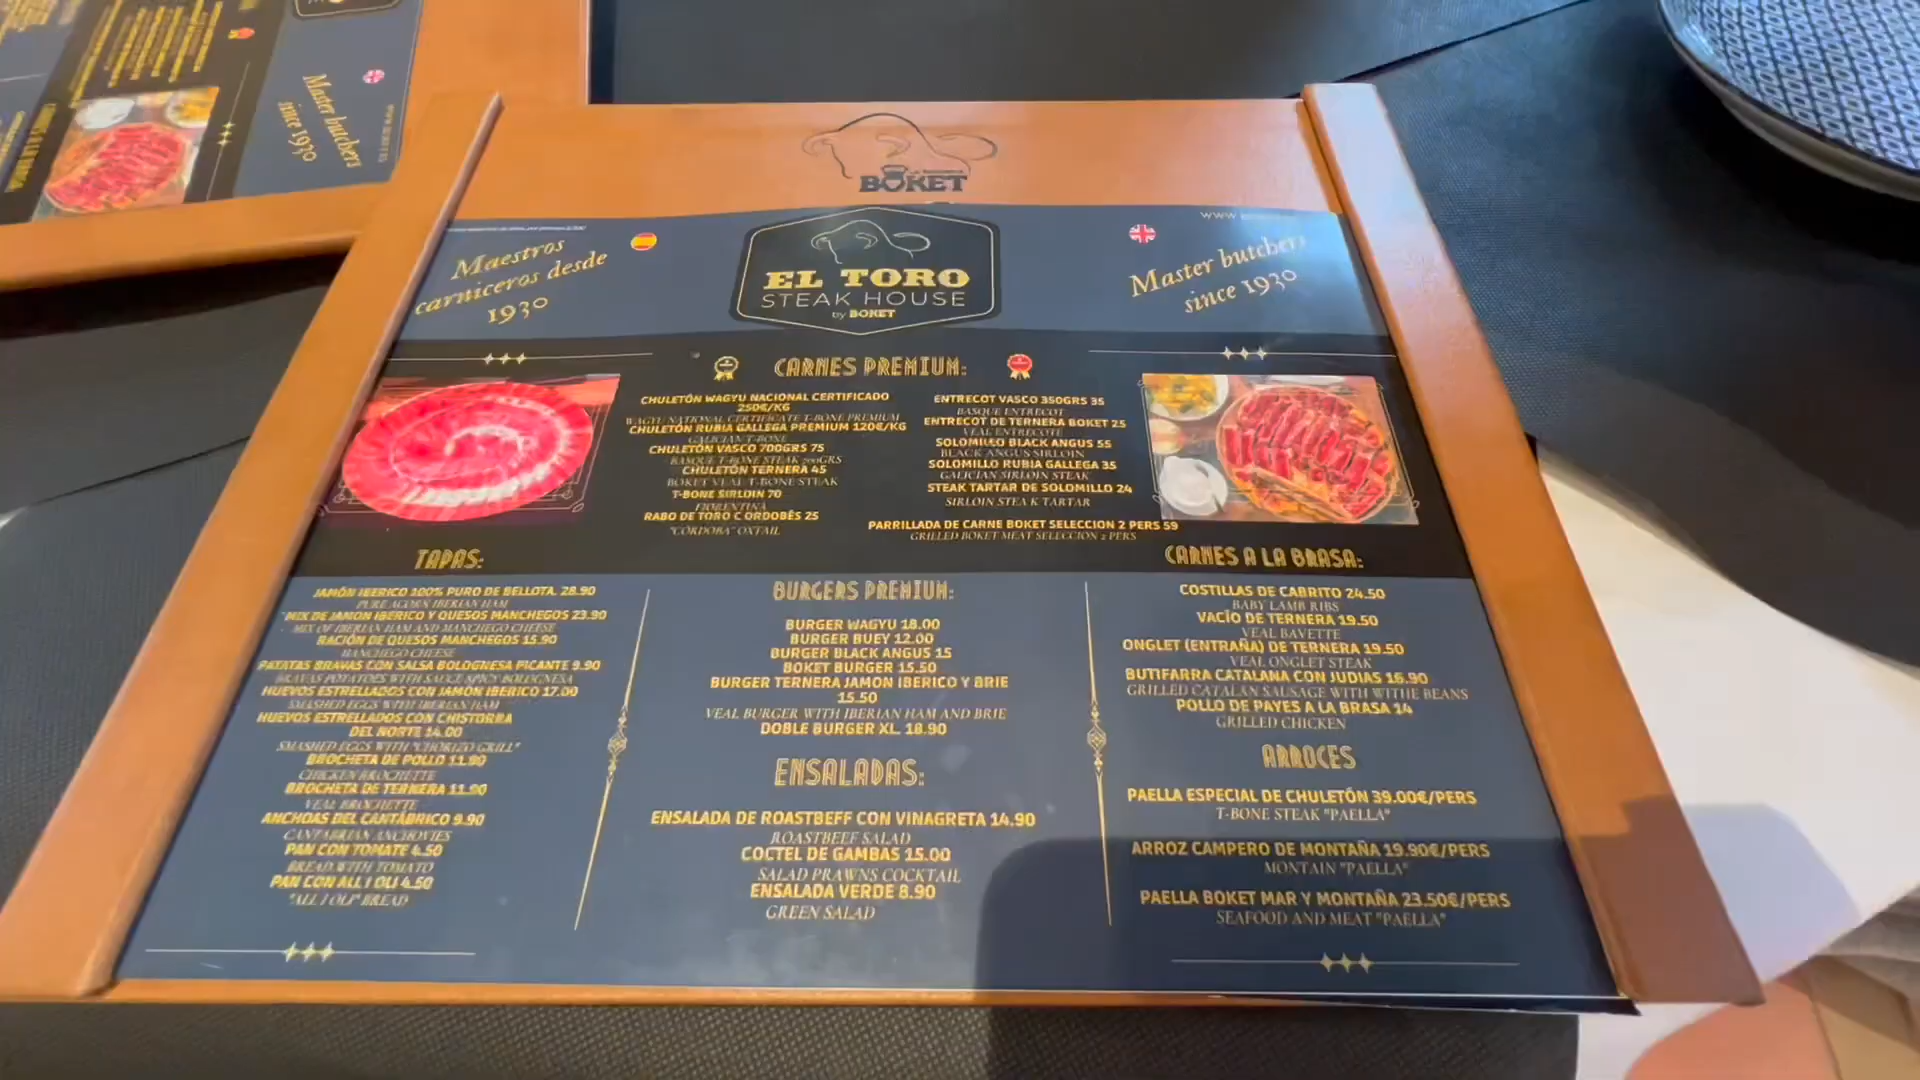 BOKET
Maestros
carniceros desde
1930
EL TORO
STEAK HOUSE
by BOKET
Master butchers
since 1930
CARNES PREMIUM:
CHULETÓN WAGYU NACIONAL CERTIFICADO
250€/KG
WAGYU NATIONAL CERTIFICATE T-BONE PREMIUM
CHULETÓN RUBIA GALLEGA PREMIUM 120€/KG
GALICIAN T-BONE
CHULETÓN VASCO 700GRS 75
BASQUE T-BONE STEAK 700GRS
CHULETÓN TERNERA 45
BOKET VEAL T-BONE STEAK
T-BONE SIRLOIN 70
FIORENTINA
RABO DE TORO C ORDOBÉS 25
"CÓRDOBA" OXTAIL
ENTRECOT VASCO 350GRS 35
BASQUE ENTRECOT
ENTRECOT DE TERNERA BOKET 25
VEAL ENTRECOTE
SOLOMILLO BLACK ANGUS 55
BLACK ANGUS SIRLOIN
SOLOMILLO RUBIA GALLEGA 35
GALICIAN SIRLOIN STEAK
STEAK TARTAR DE SOLOMILLO 24
SIRLOIN STEA K TARTAR
PARRILLADA DE CARNE BOKET SELECCION 2 PERS 59
GRILLED BOKET MEAT SELECCION 2 PERS
TAPAS:
JAMÓN IBERICO 100% PURO DE BELLOTA. 28.90
PURE ACORN IBERIAN HAM
MIX DE JAMON IBERICO Y QUESOS MANCHEGOS 23.90
MIX OF IBERIAN HAM AND MANCHEGO CHEESE
RACIÓN DE QUESOS MANCHEGOS 15.90
MANCHEGO CHEESE
PATATAS BRAVAS CON SALSA BOLOGNESA PICANTE 9.90
BRAVAS POTATOES WITH SAUCE SPICY BOLOGNESA
HUEVOS ESTRELLADOS CON JAMON IBERICO 17.00
SMASHED EGGS WITH IBERIAN HAM
HUEVOS ESTRELLADOS CON CHISTORRA
DEL NORTE 14.00
SMASHED EGGS WITH "CHORIZO GRILL"
BROCHETA DE POLLO 11.90
CHICKEN BROCHETTE
BROCHETA DE TERNERA 11.90
VEAL BROCHETTE
ANCHOAS DEL CANTÁBRICO 9.90
CANTABRIAN ANCHOVIES
PAN CON TOMATE 4.50
BREAD WITH TOMATO
PAN CON ALL I OLI 4.50
"ALL I OLI" BREAD
BURGERS PREMIUM:
BURGER WAGYU 18.00
BURGER BUEY 12.00
BURGER BLACK ANGUS 15
BOKET BURGER 15.50
BURGER TERNERA JAMON IBERICO Y BRIE
15.50
VEAL BURGER WITH IBERIAN HAM AND BRIE
DOBLE BURGER XL. 18.90
ENSALADAS:
ENSALADA DE ROASTBEFF CON VINAGRETA 14.90
ROASTBEEF SALAD
COCTEL DE GAMBAS 15.00
SALAD PRAWNS COCKTAIL
ENSALADA VERDE 8.90
GREEN SALAD
CARNES A LA BRASA:
COSTILLAS DE CABRITO 24.50
BABY LAMB RIBS
VACÍO DE TERNERA 19.50
VEAL BAVETTE
ONGLET (ENTRAÑA) DE TERNERA 19.50
VEAL ONGLET STEAK
BUTIFARRA CATALANA CON JUDIAS 16.90
GRILLED CATALAN SAUSAGE WITH WITHE BEANS
POLLO DE PAYES A LA BRASA 14
GRILLED CHICKEN
ARROCES
PAELLA ESPECIAL DE CHULETÓN 39.00€/PERS
T-BONE STEAK "PAELLA"
ARROZ CAMPERO DE MONTAÑA 19.90€/PERS
MONTAIN "PAELLA"
PAELLA BOKET MAR Y MONTAÑA 23.50€/PERS
SEAFOOD AND MEAT "PAELLA"
Master butchers
since 1930